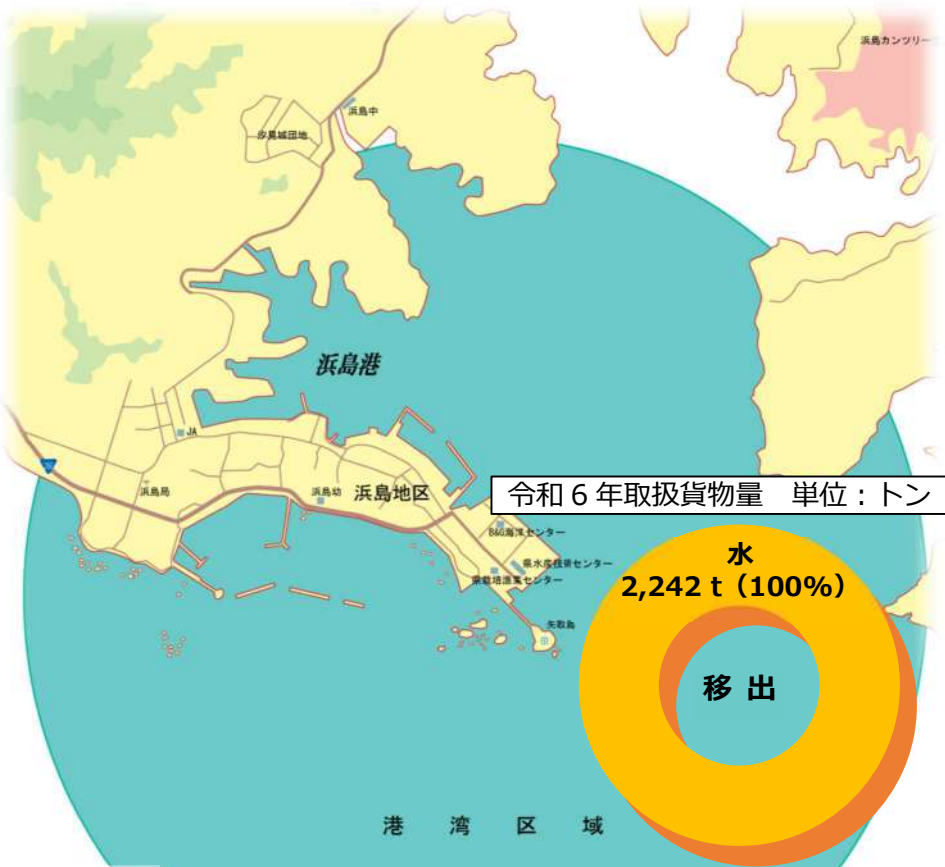 浜島カンツリー
浜島中
汐見城団地
浜島港
JA
浜島局
浜島幼
浜島地区
令和6年取扱貨物量 単位:トン
B&G海洋センター
県水産技術センター
県栽培漁業センター
矢取島
水
2,242 t(100%)
移出
港湾区域